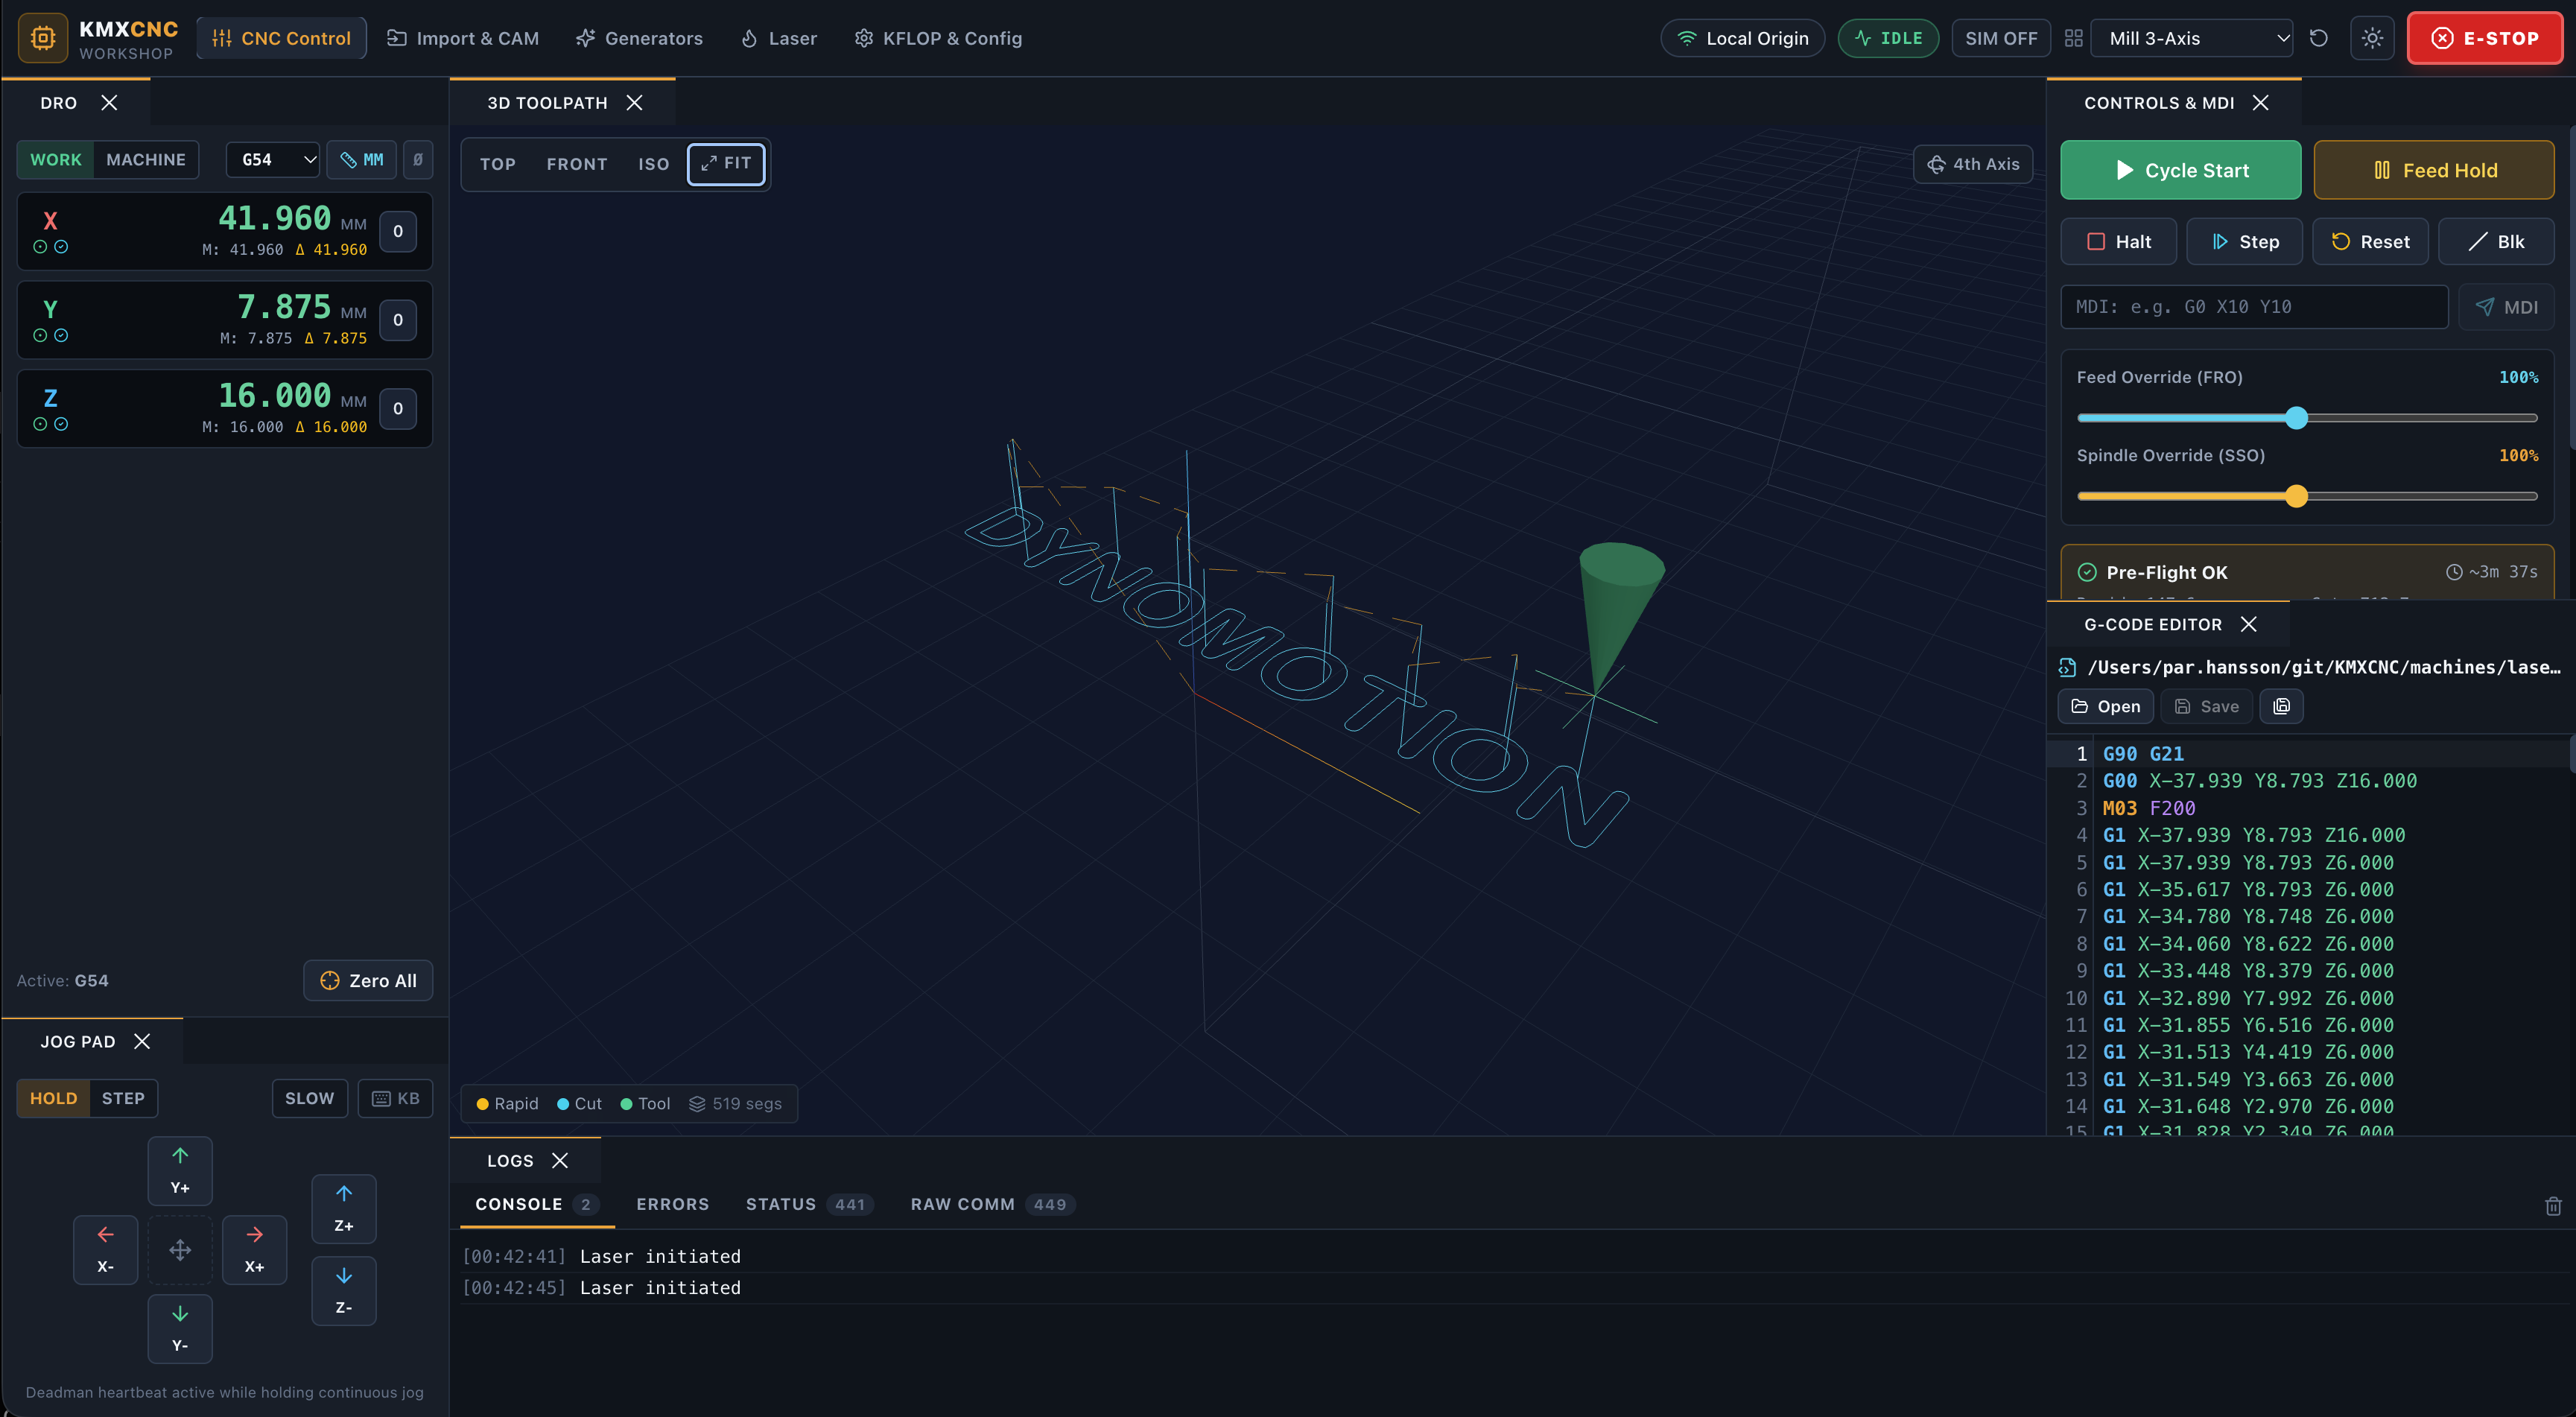 KMXCNC
WORKSHOP
CNC Control
Import & CAM
Generators
Laser
KFLOP & Config
Local Origin
IDLE
SIM OFF
Mill 3-Axis
E-STOP
DRO
WORK MACHINE
G54
MM
Ø
X 41.960 MM
M: 41.960 Δ 41.960
0
Y 7.875 MM
M: 7.875 Δ 7.875
0
Z 16.000 MM
M: 16.000 Δ 16.000
0
Active: G54
Zero All
JOG PAD
HOLD STEP
SLOW
KB
Y+
X-
X+
Y-
Z+
Z-
Deadman heartbeat active while holding continuous jog
3D TOOLPATH
TOP FRONT ISO FIT
4th Axis
DYNOMOTION
Rapid Cut Tool 519 segs
LOGS
CONSOLE 2 ERRORS STATUS 441 RAW COMM 449
[00:42:41] Laser initiated
[00:42:45] Laser initiated
CONTROLS & MDI
Cycle Start
Feed Hold
Halt
Step
Reset
Blk
MDI: e.g. G0 X10 Y10
MDI
Feed Override (FRO) 100%
Spindle Override (SSO) 100%
Pre-Flight OK ~3m 37s
G-CODE EDITOR
/Users/par.hansson/git/KMXCNC/machines/lase…
Open
Save
1 G90 G21
2 G00 X-37.939 Y8.793 Z16.000
3 M03 F200
4 G1 X-37.939 Y8.793 Z16.000
5 G1 X-37.939 Y8.793 Z6.000
6 G1 X-35.617 Y8.793 Z6.000
7 G1 X-34.780 Y8.748 Z6.000
8 G1 X-34.060 Y8.622 Z6.000
9 G1 X-33.448 Y8.379 Z6.000
10 G1 X-32.890 Y7.992 Z6.000
11 G1 X-31.855 Y6.516 Z6.000
12 G1 X-31.513 Y4.419 Z6.000
13 G1 X-31.549 Y3.663 Z6.000
14 G1 X-31.648 Y2.970 Z6.000
15 G1 X-31.828 Y2.349 Z6.000